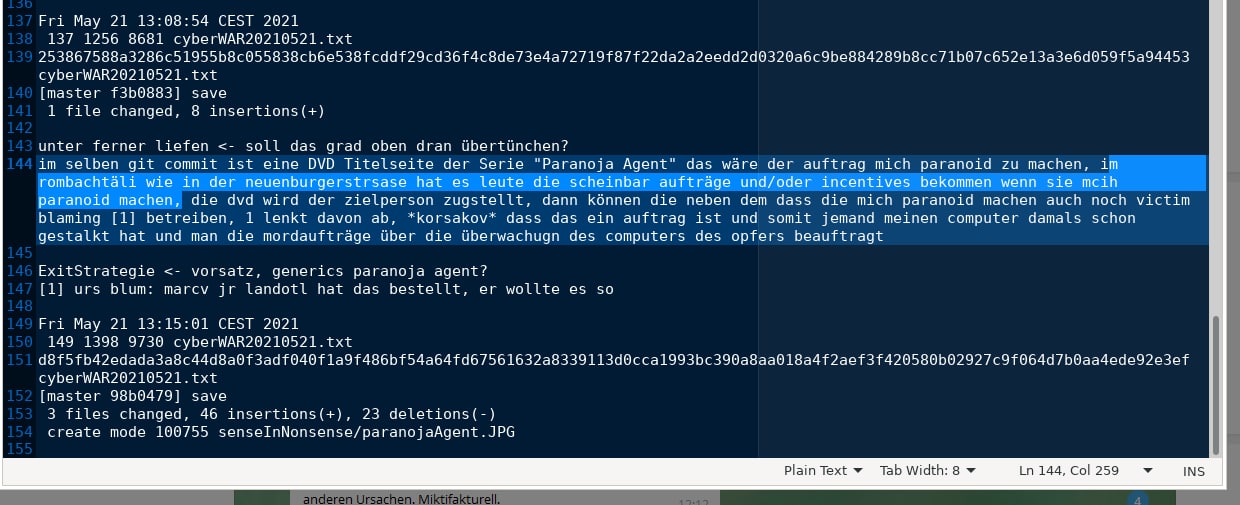 136
137 Fri May 21 13:08:54 CEST 2021
138  137 1256 8681 cyberWAR20210521.txt
139 253867588a3286c51955b8c055838cb6e538fcddf29cd36f4c8de73e4a72719f87f22da2a2eedd2d0320a6c9be884289b8cc71b07c652e13a3e6d059f5a94453
cyberWAR20210521.txt
140 [master f3b0883] save
141  1 file changed, 8 insertions(+)
142
143 unter ferner liefen <- soll das grad oben dran übertünchen?
144 im selben git commit ist eine DVD Titelseite der Serie "Paranoja Agent" das wäre der auftrag mich paranoid zu machen, im
rombachtäli wie in der neuenburgerstrsase hat es leute die scheinbar aufträge und/oder incentives bekommen wenn sie mcih
paranoid machen, die dvd wird der zielperson zugstellt, dann können die neben dem dass die mich paranoid machen auch noch victim
blaming [1] betreiben, 1 lenkt davon ab, *korsakov* dass das ein auftrag ist und somit jemand meinen computer damals schon
gestalkt hat und man die mordaufträge über die überwachugn des computers des opfers beauftragt
145
146 ExitStrategie <- vorsatz, generics paranoja agent?
147 [1] urs blum: marcv jr landotl hat das bestellt, er wollte es so
148
149 Fri May 21 13:15:01 CEST 2021
150  149 1398 9730 cyberWAR20210521.txt
151 d8f5fb42edada3a8c44d8a0f3adf040f1a9f486bf54a64fd67561632a8339113d0cca1993bc390a8aa018a4f2aef3f420580b02927c9f064d7b0aa4ede92e3ef
cyberWAR20210521.txt
152 [master 98b0479] save
153  3 files changed, 46 insertions(+), 23 deletions(-)
154  create mode 100755 senseInNonsense/paranojaAgent.JPG
155
Plain Text Tab Width: 8 Ln 144, Col 259 INS
anderen Ursachen. Miktifakturell.
4